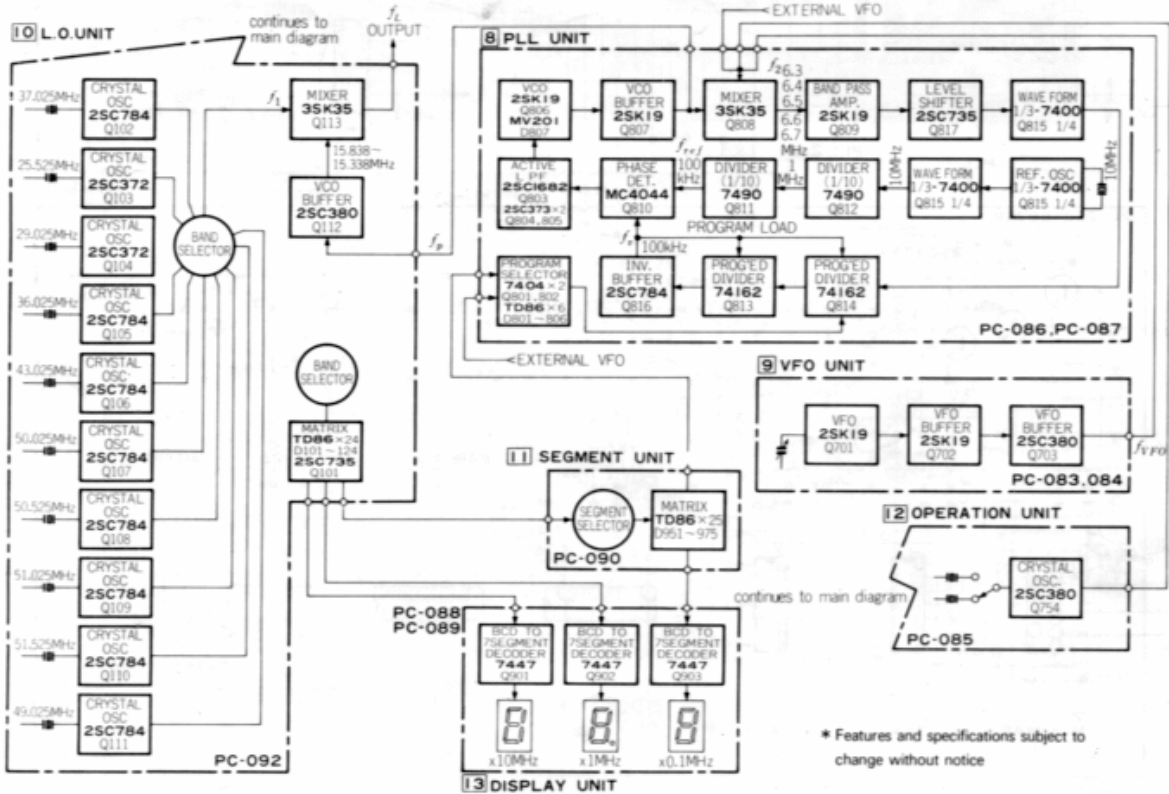 10 L.O.UNIT
continues to
main diagram
fL
OUTPUT
37.025MHz
CRYSTAL
OSC
2SC784
Q102
25.525MHz
CRYSTAL
OSC
2SC372
Q103
29.025MHz
CRYSTAL
OSC
2SC372
Q104
36.025MHz
CRYSTAL
OSC
2SC784
Q105
43.025MHz
CRYSTAL
OSC
2SC784
Q106
50.025MHz
CRYSTAL
OSC
2SC784
Q107
50.525MHz
CRYSTAL
OSC
2SC784
Q108
51.025MHz
CRYSTAL
OSC
2SC784
Q109
51.525MHz
CRYSTAL
OSC
2SC784
Q110
49.025MHz
CRYSTAL
OSC
2SC784
Q111
BAND
SELECTOR
f1
MIXER
3SK35
Q113
15.838~
15.338MHz
VCO
BUFFER
2SC380
Q112
fp
BAND
SELECTOR
MATRIX
TD86×24
D101~124
2SC735
Q101
PC-092
EXTERNAL VFO
8 PLL UNIT
VCO
2SK19
Q806
MV201
D807
VCO
BUFFER
2SK19
Q807
MIXER
3SK35
Q808
f2
6.3
6.4
6.5
6.6
6.7
MHz
BAND PASS
AMP.
2SK19
Q809
LEVEL
SHIFTER
2SC735
Q817
WAVE FORM
1/3-7400
Q815 1/4
ACTIVE
LPF
2SC1682
Q803
2SC373×2
Q804,805
PHASE
DET.
MC4044
Q810
fref
100
kHz
DIVIDER
(1/10)
7490
Q811
1
MHz
DIVIDER
(1/10)
7490
Q812
10MHz
WAVE FORM
1/3-7400
Q815 1/4
REF. OSC
1/3-7400
Q815 1/4
10MHz
PROGRAM LOAD
fv
100kHz
PROGRAM
SELECTOR
7404×2
Q801,802
TD86×6
D801~806
INV.
BUFFER
2SC784
Q816
PROG'ED
DIVIDER
74162
Q813
PROG'ED
DIVIDER
74162
Q814
PC-086,PC-087
EXTERNAL VFO
9 VFO UNIT
VFO
2SK19
Q701
VFO
BUFFER
2SK19
Q702
VFO
BUFFER
2SC380
Q703
fVFO
PC-083,084
11 SEGMENT UNIT
SEGMENT
SELECTOR
MATRIX
TD86×25
D951~975
PC-090
12 OPERATION UNIT
continues to main diagram
CRYSTAL
OSC.
2SC380
Q754
PC-085
PC-088
PC-089
BCD TO
7SEGMENT
DECODER
7447
Q901
BCD TO
7SEGMENT
DECODER
7447
Q902
BCD TO
7SEGMENT
DECODER
7447
Q903
8
8.
8
x10MHz
x1MHz
x0.1MHz
13 DISPLAY UNIT
* Features and specifications subject to
change without notice